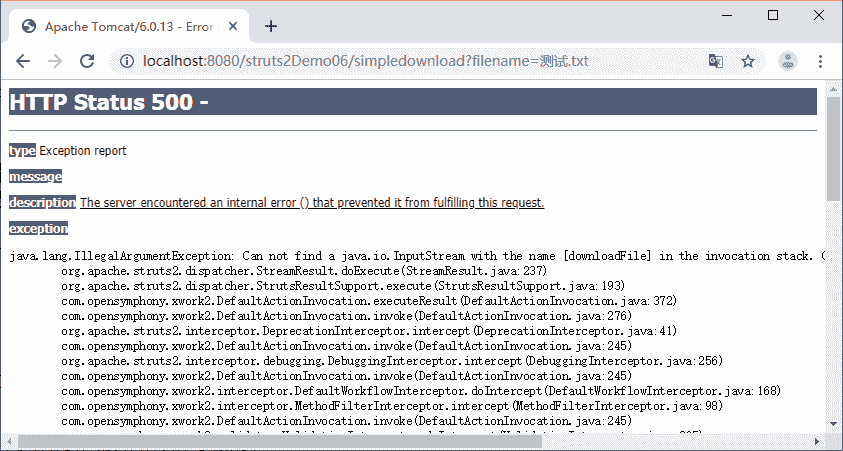 Apache Tomcat/6.0.13 - Error
localhost:8080/struts2Demo06/simpledownload?filename=测试.txt
HTTP Status 500 -
type Exception report
message
description The server encountered an internal error () that prevented it from fulfilling this request.
exception
java.lang.IllegalArgumentException: Can not find a java.io.InputStream with the name [downloadFile] in the invocation stack.
org.apache.struts2.dispatcher.StreamResult.doExecute(StreamResult.java:237)
org.apache.struts2.dispatcher.StrutsResultSupport.execute(StrutsResultSupport.java:193)
com.opensymphony.xwork2.DefaultActionInvocation.executeResult(DefaultActionInvocation.java:372)
com.opensymphony.xwork2.DefaultActionInvocation.invoke(DefaultActionInvocation.java:276)
org.apache.struts2.interceptor.DeprecationInterceptor.intercept(DeprecationInterceptor.java:41)
com.opensymphony.xwork2.DefaultActionInvocation.invoke(DefaultActionInvocation.java:245)
org.apache.struts2.interceptor.debugging.DebuggingInterceptor.intercept(DebuggingInterceptor.java:256)
com.opensymphony.xwork2.DefaultActionInvocation.invoke(DefaultActionInvocation.java:245)
com.opensymphony.xwork2.interceptor.DefaultWorkflowInterceptor.doIntercept(DefaultWorkflowInterceptor.java:168)
com.opensymphony.xwork2.interceptor.MethodFilterInterceptor.intercept(MethodFilterInterceptor.java:98)
com.opensymphony.xwork2.DefaultActionInvocation.invoke(DefaultActionInvocation.java:245)